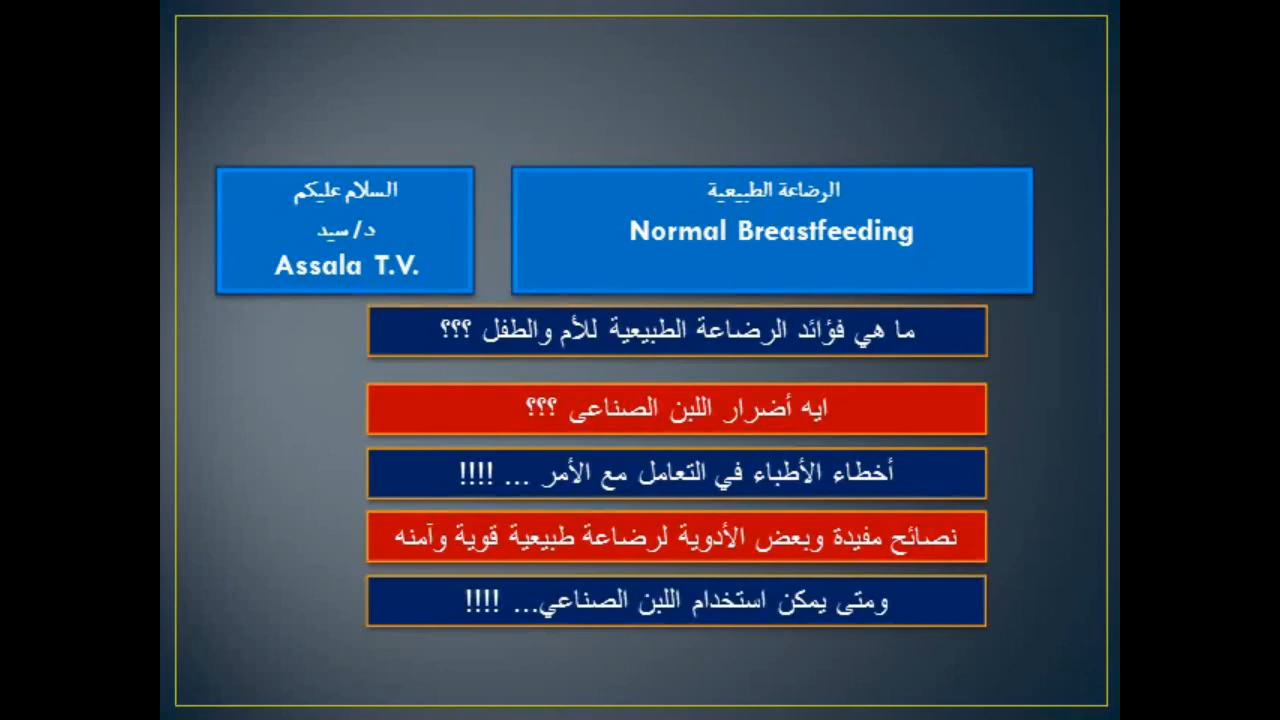 الرضاعة الطبيعية
Normal Breastfeeding
السلام عليكم
د/ سيد
Assala T.V.
ما هي فؤائد الرضاعة الطبيعية للأم والطفل ؟؟؟
ايه أضرار اللبن الصناعى ؟؟؟
أخطاء الأطباء في التعامل مع الأمر ... !!!!
نصائح مفيدة وبعض الأدوية لرضاعة طبيعية قوية وآمنه
ومتى يمكن استخدام اللبن الصناعي... !!!!